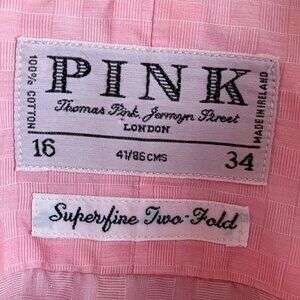 PINK
100% COTTON
MADE IN IRELAND
Thomas Pink, Jermyn Street
LONDON
16
41/86 CMS
34
Superfine Two-Fold